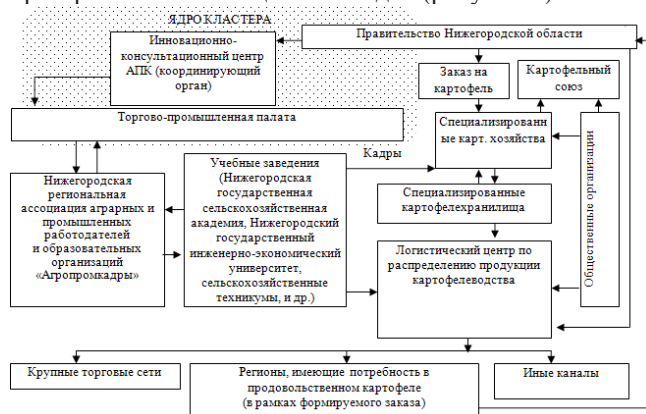 ЯДРО КЛАСТЕРА
Правительство Нижегородской области
Инновационно-
консультационный центр
АПК (координирующий
орган)
Заказ на
картофель
Картофельный
союз
Торгово-промышленная палата
Специализированн
ые карт. хозяйства
Кадры
Нижегородская
региональная
ассоциация аграрных и
промышленных
работодателей
и образовательных
организаций
«Агропромкадры»
Учебные заведения
(Нижегородская
государственная
сельскохозяйственная
академия, Нижегородский
государственный
инженерно-экономический
университет,
сельскохозяйственные
техникумы, и др.)
Специализированные
картофелехранилища
Общественные организации
Логистический центр по
распределению продукции
картофелеводства
Крупные торговые сети
Регионы, имеющие потребность в
продовольственном картофеле
(в рамках формируемого заказа)
Иные каналы